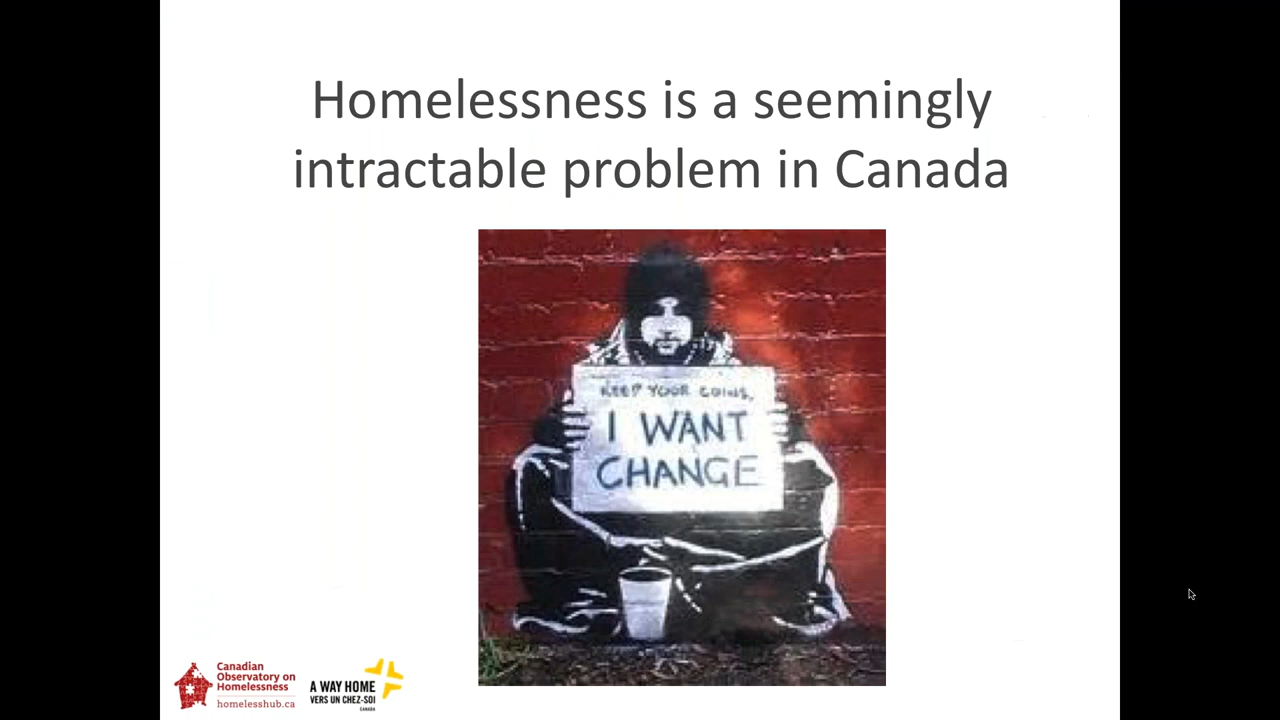 Homelessness is a seemingly
intractable problem in Canada
KEEP YOUR COINS,
I WANT
CHANGE
Canadian
Observatory on
Homelessness
homelesshub.ca
A WAY HOME
VERS UN CHEZ-SOI
CANADA